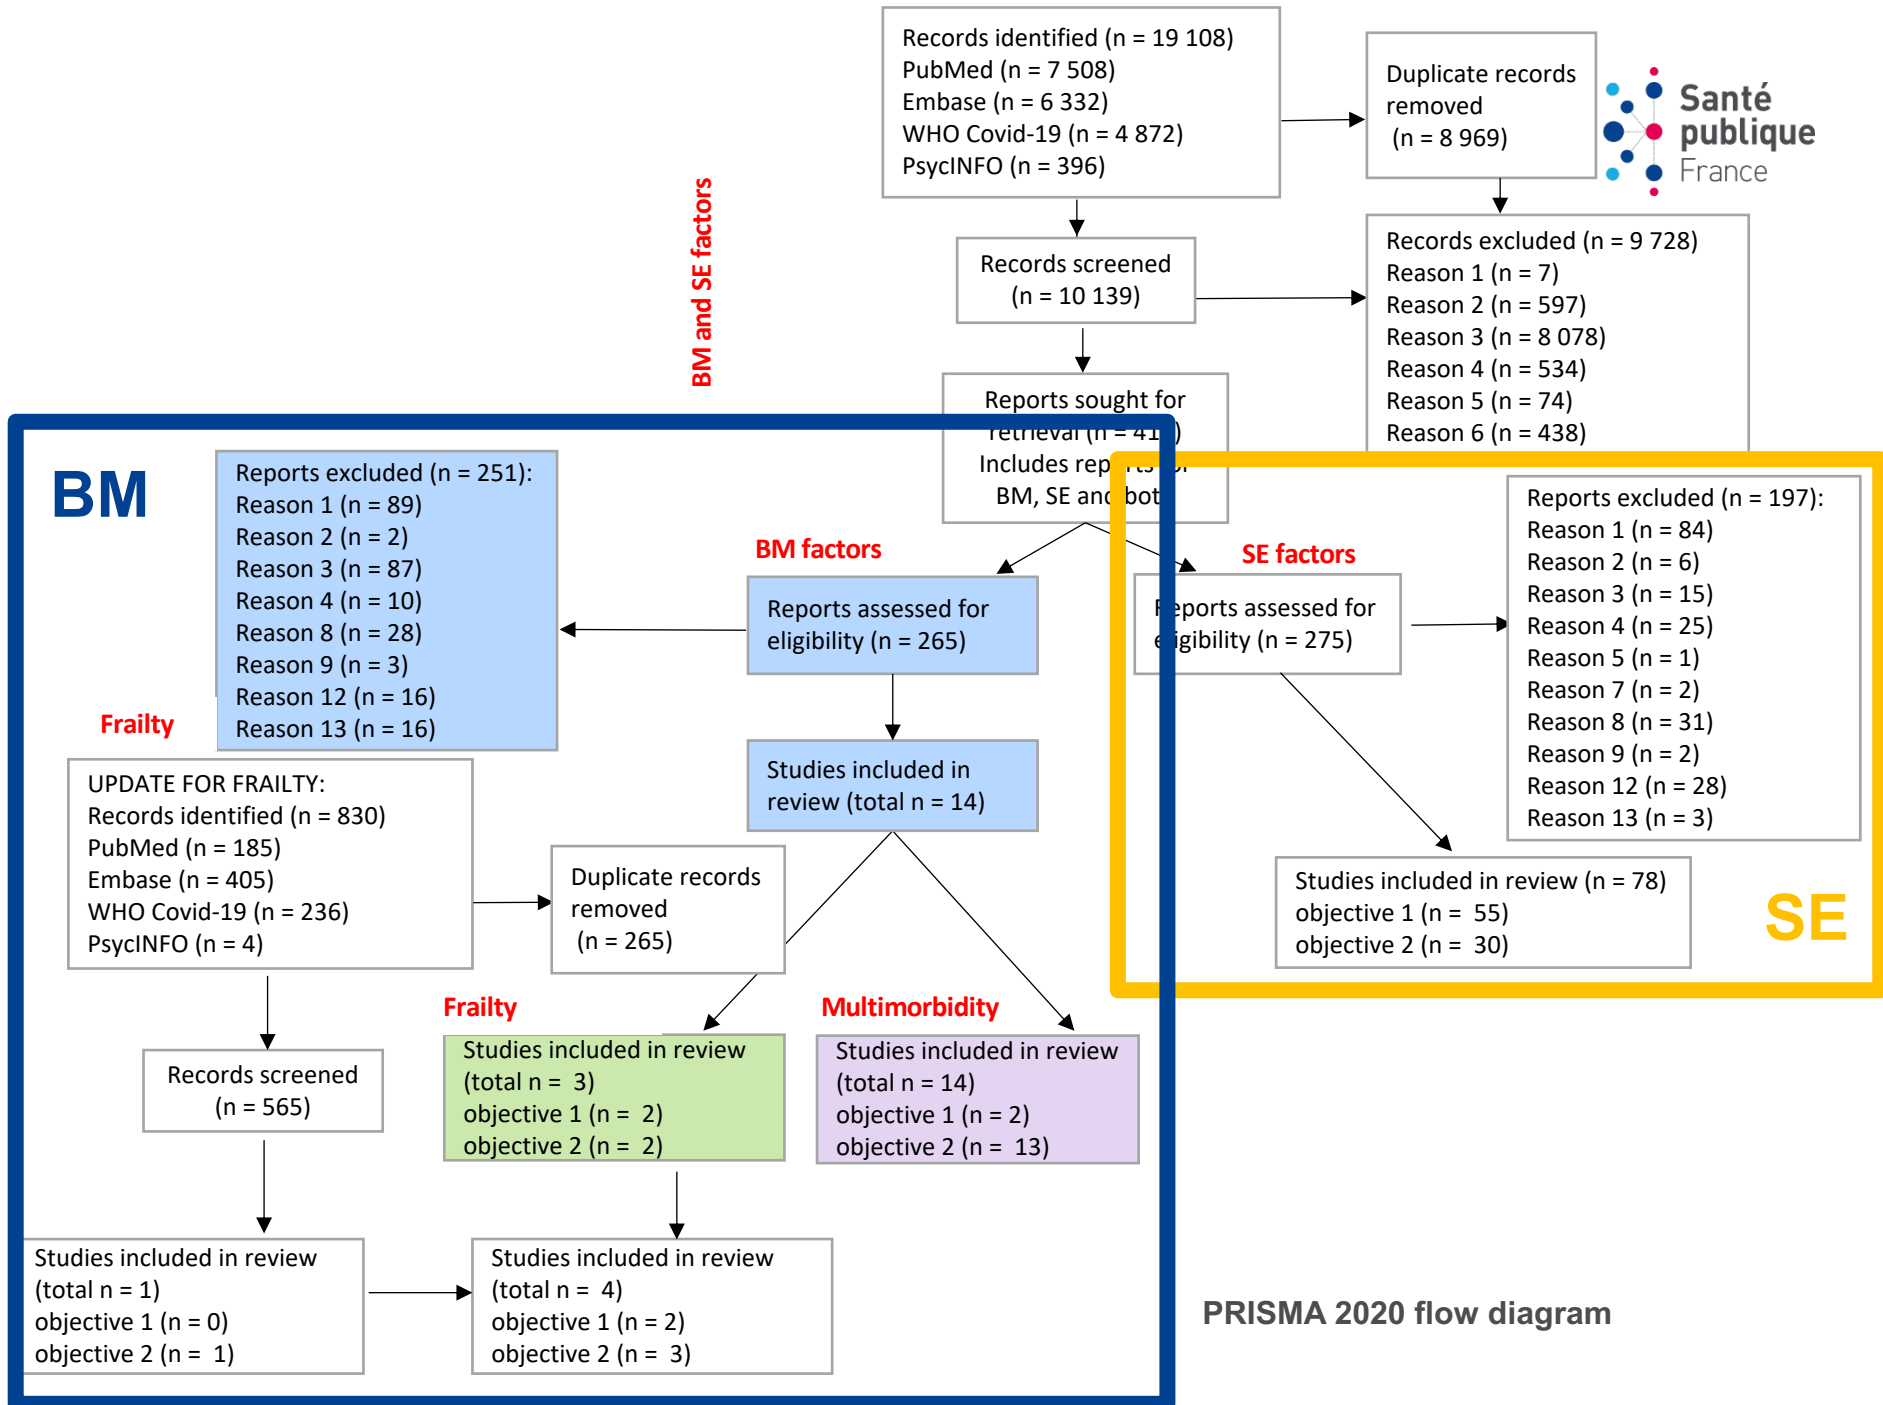 Records identified (n = 19 108)
PubMed (n = 7 508)
Embase (n = 6 332)
WHO Covid-19 (n = 4 872)
PsycINFO (n = 396)
Duplicate records
removed
(n = 8 969)
Santé
publique
France
BM and SE factors
Records screened
(n = 10 139)
Records excluded (n = 9 728)
Reason 1 (n = 7)
Reason 2 (n = 597)
Reason 3 (n = 8 078)
Reason 4 (n = 534)
Reason 5 (n = 74)
Reason 6 (n = 438)
Reports sought for
retrieval (n = 41 )
Includes reports
BM, SE and
BM
Reports excluded (n = 251):
Reason 1 (n = 89)
Reason 2 (n = 2)
Reason 3 (n = 87)
Reason 4 (n = 10)
Reason 8 (n = 28)
Reason 9 (n = 3)
Reason 12 (n = 16)
Reason 13 (n = 16)
BM factors
Reports assessed for
eligibility (n = 265)
SE factors
Reports assessed for
eligibility (n = 275)
Reports excluded (n = 197):
Reason 1 (n = 84)
Reason 2 (n = 6)
Reason 3 (n = 15)
Reason 4 (n = 25)
Reason 5 (n = 1)
Reason 7 (n = 2)
Reason 8 (n = 31)
Reason 9 (n = 2)
Reason 12 (n = 28)
Reason 13 (n = 3)
Studies included in
review (total n = 14)
Studies included in review (n = 78)
objective 1 (n = 55)
objective 2 (n = 30)
SE
Frailty
UPDATE FOR FRAILTY:
Records identified (n = 830)
PubMed (n = 185)
Embase (n = 405)
WHO Covid-19 (n = 236)
PsycINFO (n = 4)
Duplicate records
removed
(n = 265)
Frailty
Studies included in review
(total n = 3)
objective 1 (n = 2)
objective 2 (n = 2)
Multimorbidity
Studies included in review
(total n = 14)
objective 1 (n = 2)
objective 2 (n = 13)
Records screened
(n = 565)
Studies included in review
(total n = 1)
objective 1 (n = 0)
objective 2 (n = 1)
Studies included in review
(total n = 4)
objective 1 (n = 2)
objective 2 (n = 3)
PRISMA 2020 flow diagram